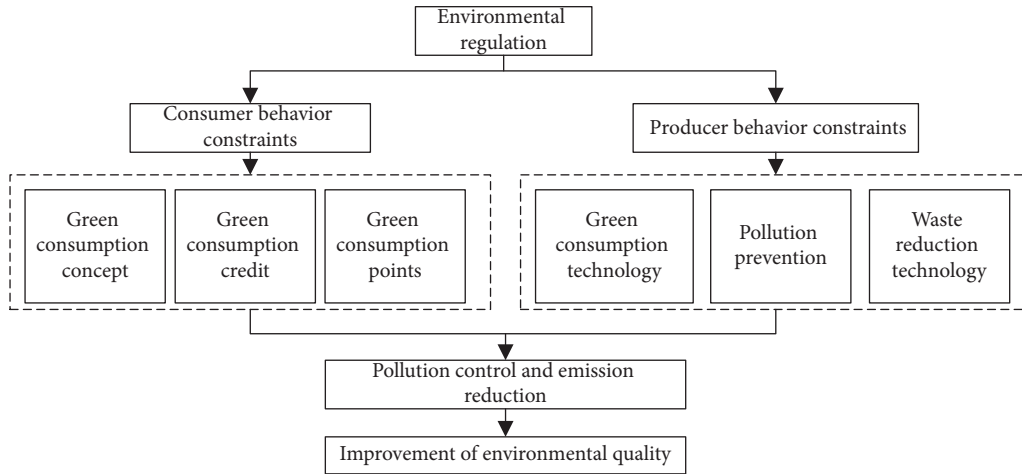 Environmental
regulation
Consumer behavior
constraints
Producer behavior constraints
Green
consumption
concept
Green
consumption
credit
Green
consumption
points
Green
consumption
technology
Pollution
prevention
Waste
reduction
technology
Pollution control and emission
reduction
Improvement of environmental quality